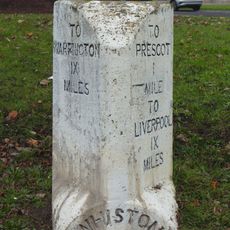 TO
WARRINGTON
IX
MILES
TO
PRESCOT
I
MILE
TO
LIVERPOOL
IX
MILES
WHISTON